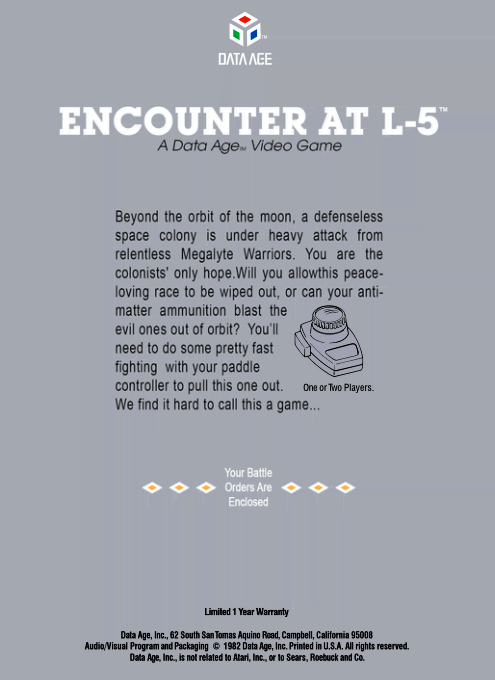 DATA AGE
ENCOUNTER AT L-5™
A Data Age™ Video Game
Beyond the orbit of the moon, a defenseless
space colony is under heavy attack from
relentless Megalyte Warriors. You are the
colonists' only hope.Will you allowthis peace-
loving race to be wiped out, or can your anti-
matter ammunition blast the
evil ones out of orbit? You'll
need to do some pretty fast
fighting with your paddle
controller to pull this one out.
We find it hard to call this a game...
One or Two Players.
Your Battle
Orders Are
Enclosed
Limited 1 Year Warranty
Data Age, Inc., 62 South San Tomas Aquino Road, Campbell, California 95008
Audio/Visual Program and Packaging © 1982 Data Age, Inc. Printed in U.S.A. All rights reserved.
Data Age, Inc., is not related to Atari, Inc., or to Sears, Roebuck and Co.